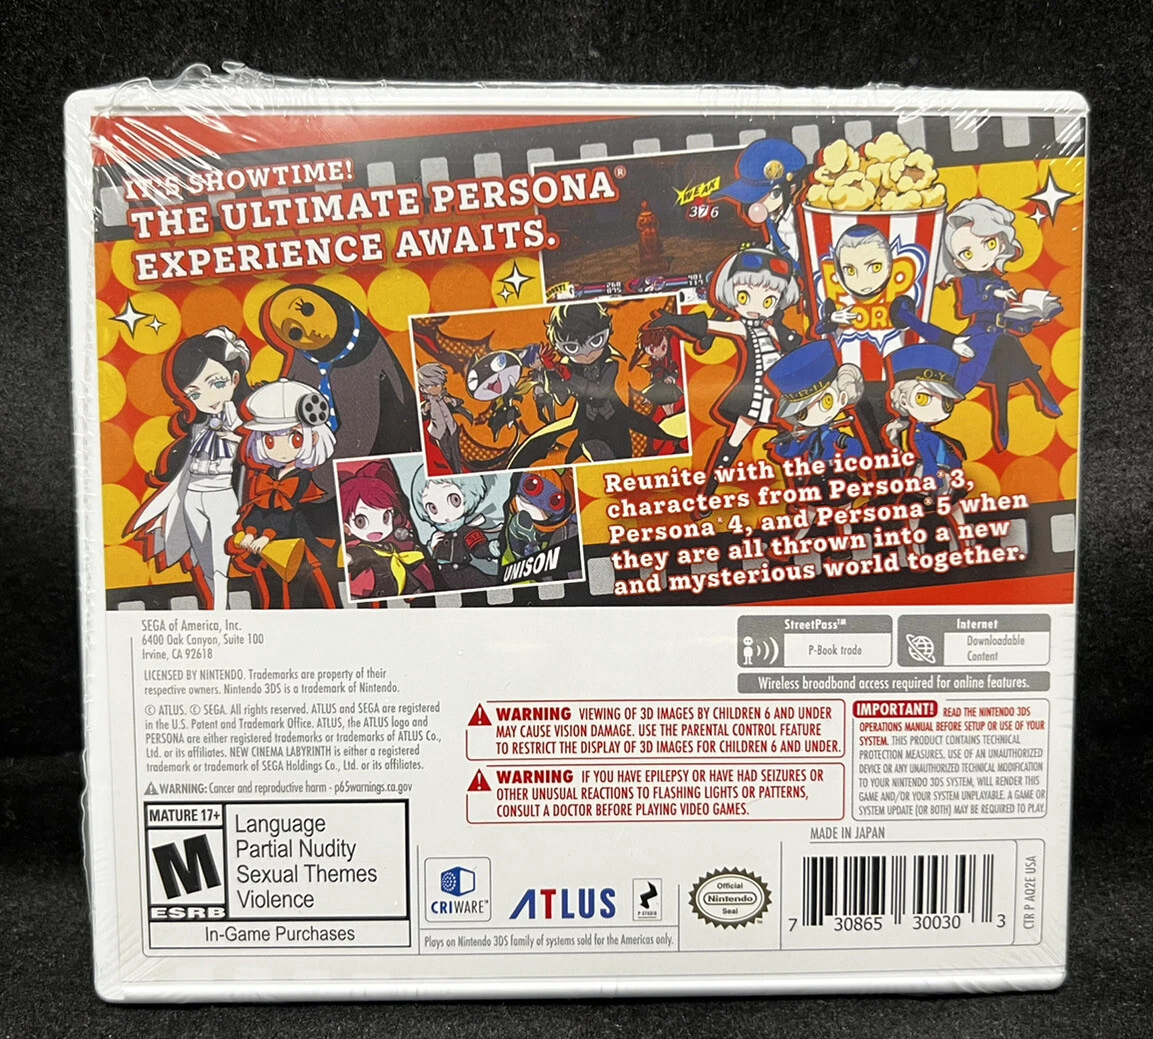 IT'S SHOWTIME!
THE ULTIMATE PERSONA®
EXPERIENCE AWAITS.
WEAK
376
POP
COR
O-Y
UNISON
Reunite with the iconic
characters from Persona® 3,
Persona® 4, and Persona® 5 when
they are all thrown into a new
and mysterious world together.
SEGA of America, Inc.
6400 Oak Canyon, Suite 100
Irvine, CA 92618
LICENSED BY NINTENDO. Trademarks are property of their
respective owners. Nintendo 3DS is a trademark of Nintendo.
© ATLUS. © SEGA. All rights reserved. ATLUS and SEGA are registered
in the U.S. Patent and Trademark Office. ATLUS, the ATLUS logo and
PERSONA are either registered trademarks or trademarks of ATLUS Co.,
Ltd. or its affiliates. NEW CINEMA LABYRINTH is either a registered
trademark or trademark of SEGA Holdings Co., Ltd. or its affiliates.
WARNING: Cancer and reproductive harm - p65warnings.ca.gov
StreetPass™
P-Book trade
Internet
Downloadable
Content
Wireless broadband access required for online features.
WARNING VIEWING OF 3D IMAGES BY CHILDREN 6 AND UNDER
MAY CAUSE VISION DAMAGE. USE THE PARENTAL CONTROL FEATURE
TO RESTRICT THE DISPLAY OF 3D IMAGES FOR CHILDREN 6 AND UNDER.
WARNING IF YOU HAVE EPILEPSY OR HAVE HAD SEIZURES OR
OTHER UNUSUAL REACTIONS TO FLASHING LIGHTS OR PATTERNS,
CONSULT A DOCTOR BEFORE PLAYING VIDEO GAMES.
IMPORTANT! READ THE NINTENDO 3DS
OPERATIONS MANUAL BEFORE SETUP OR USE OF YOUR
SYSTEM. THIS PRODUCT CONTAINS TECHNICAL
PROTECTION MEASURES. USE OF AN UNAUTHORIZED
DEVICE OR ANY UNAUTHORIZED TECHNICAL MODIFICATION
TO YOUR NINTENDO 3DS SYSTEM, WILL RENDER THIS
GAME AND/OR YOUR SYSTEM UNPLAYABLE. A GAME OR
SYSTEM UPDATE (OR BOTH) MAY BE REQUIRED TO PLAY.
MATURE 17+
M
ESRB
Language
Partial Nudity
Sexual Themes
Violence
In-Game Purchases
CRIWARE™
ATLUS
P-STUDIO
Plays on Nintendo 3DS family of systems sold for the Americas only.
Official
Nintendo
Seal
MADE IN JAPAN
7 30865 30030 3
CTR P AQ2E USA